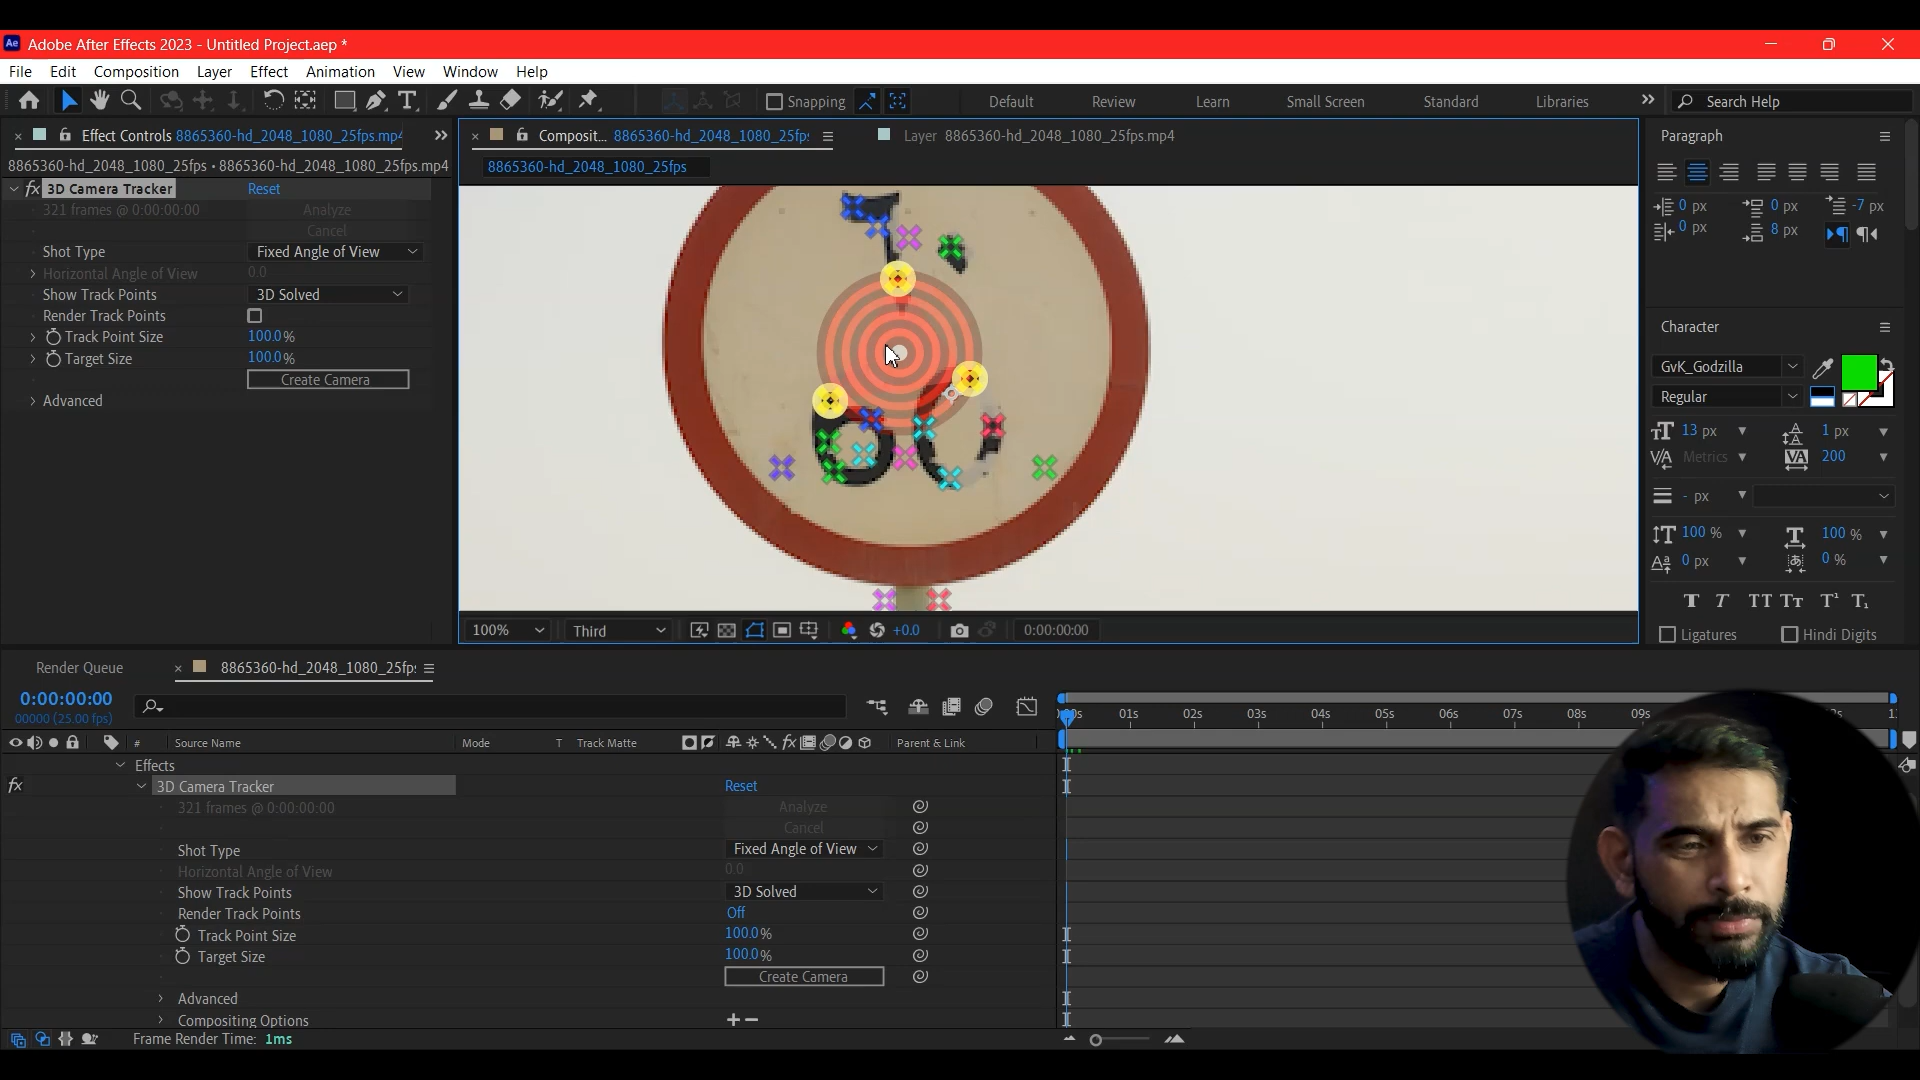 Adobe After Effects 2023 - Untitled Project.aep *
File Edit Composition Layer Effect Animation View Window Help
Snapping Default Review Learn Small Screen Standard Libraries Search Help
Effect Controls 8865360-hd_2048_1080_25fps.mp4
8865360-hd_2048_1080_25fps • 8865360-hd_2048_1080_25fps.mp4
fx 3D Camera Tracker Reset
321 frames @ 0:00:00:00 Analyze
Cancel
Shot Type Fixed Angle of View
Horizontal Angle of View 0.0
Show Track Points 3D Solved
Render Track Points
Track Point Size 100.0%
Target Size 100.0%
Create Camera
Advanced
Composit... 8865360-hd_2048_1080_25fp:
Layer 8865360-hd_2048_1080_25fps.mp4
8865360-hd_2048_1080_25fps
100% Third +0.0 0:00:00:00
Paragraph
0 px 0 px -7 px
0 px 8 px
Character
GvK_Godzilla
Regular
13 px 1 px
Metrics 200
- px
100 % 100 %
0 px 0 %
Ligatures Hindi Digits
Render Queue 8865360-hd_2048_1080_25fp:
0:00:00:00
00000 (25.00 fps)
01s 02s 03s 04s 05s 06s 07s 08s 09s
# Source Name Mode T Track Matte Parent & Link
Effects
fx 3D Camera Tracker Reset
321 frames @ 0:00:00:00 Analyze
Cancel
Shot Type Fixed Angle of View
Horizontal Angle of View 0.0
Show Track Points 3D Solved
Render Track Points Off
Track Point Size 100.0%
Target Size 100.0%
Create Camera
Advanced
Compositing Options + −
Frame Render Time: 1ms